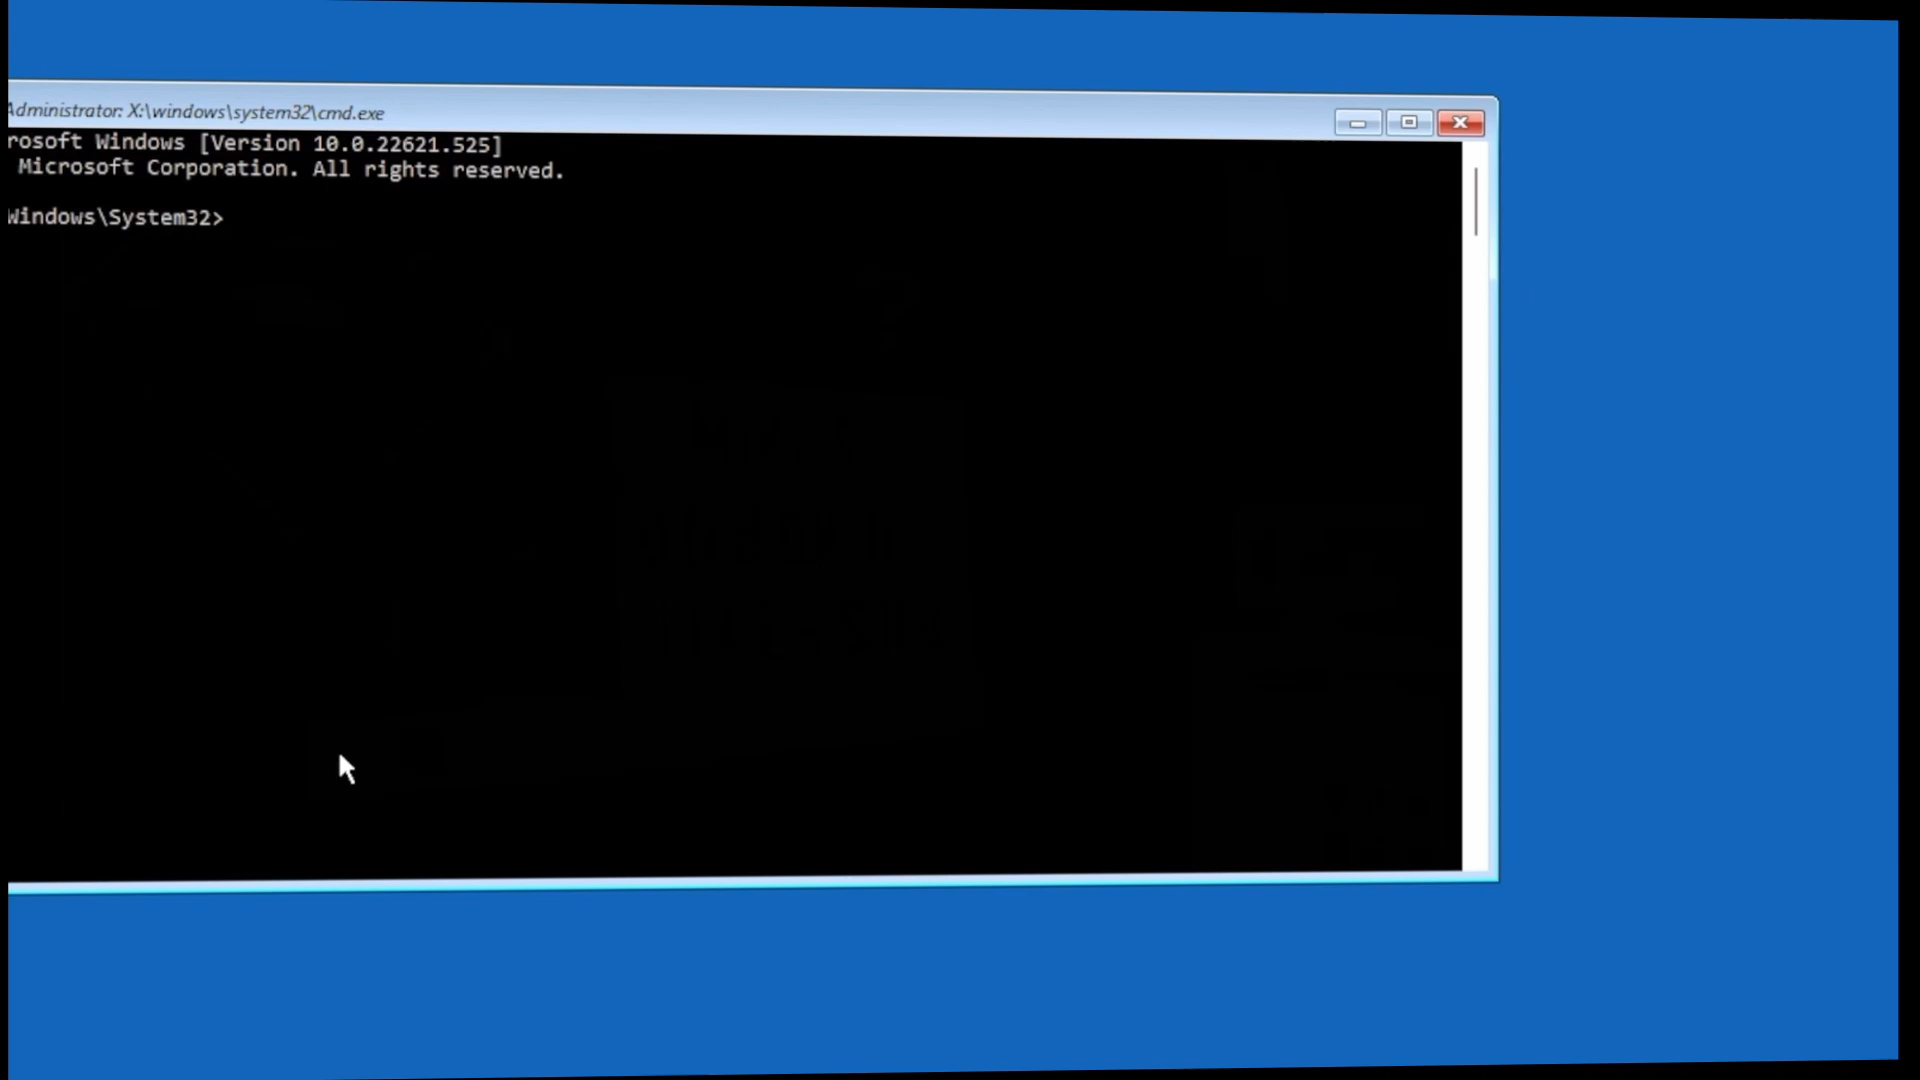 Administrator: X:\windows\system32\cmd.exe
rosoft Windows [Version 10.0.22621.525]
Microsoft Corporation. All rights reserved.
Windows\System32>